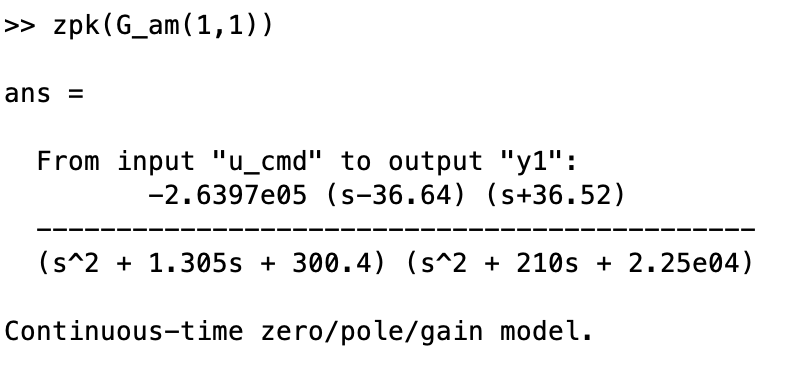 >> zpk(G_am(1,1))
ans =
From input "u_cmd" to output "y1":
-2.6397e05 (s-36.64) (s+36.52)
---------------------------------------------
(s^2 + 1.305s + 300.4) (s^2 + 210s + 2.25e04)
Continuous-time zero/pole/gain model.